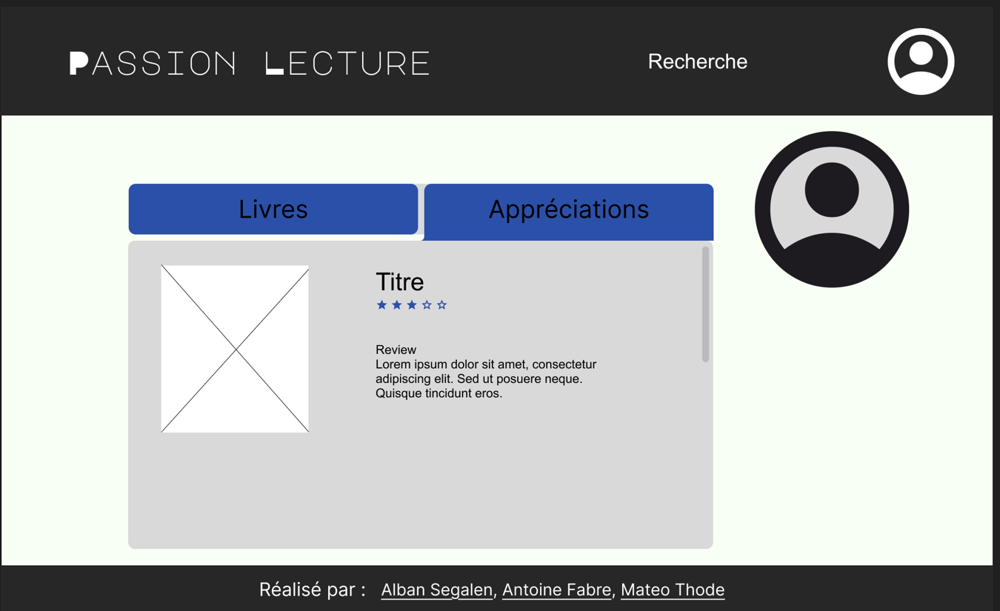 PASSION LECTURE
Recherche
Livres
Appréciations
Titre
Review
Lorem ipsum dolor sit amet, consectetur
adipiscing elit. Sed ut posuere neque.
Quisque tincidunt eros.
Réalisé par : Alban Segalen, Antoine Fabre, Mateo Thode